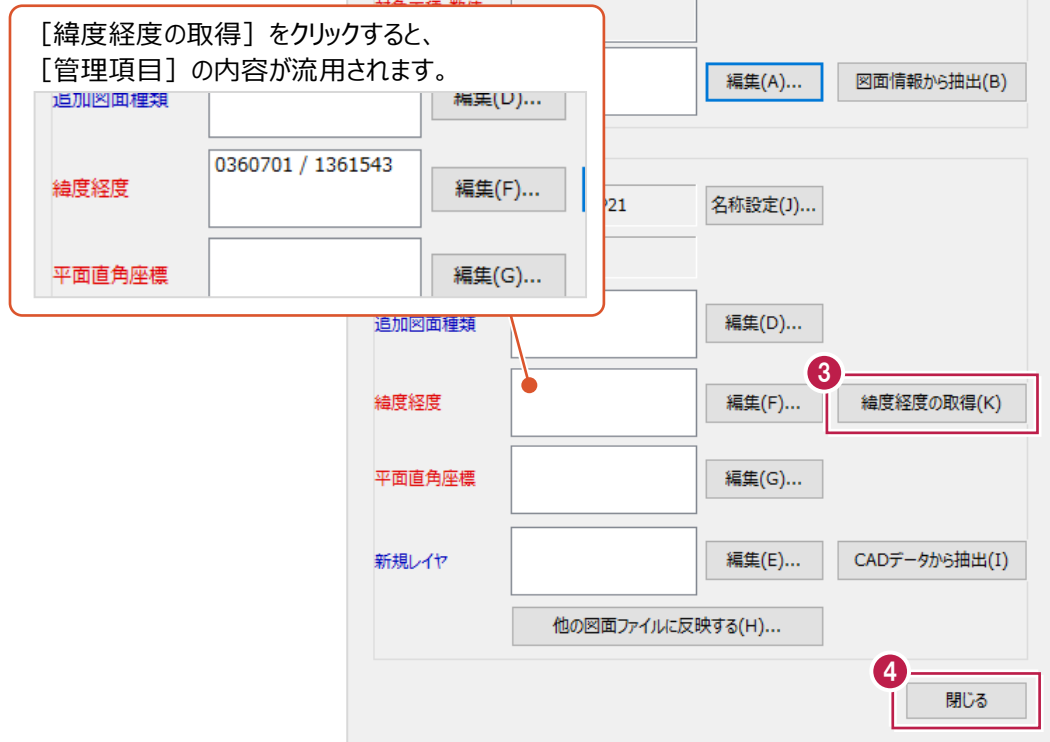 ［緯度経度の取得］をクリックすると、
［管理項目］の内容が流用されます。
追加図面種類
編集(D)...
緯度経度
0360701 / 1361543
編集(F)...
平面直角座標
編集(G)...
編集(A)...
図面情報から抽出(B)
P21
名称設定(J)...
追加図面種類
編集(D)...
緯度経度
編集(F)...
3
緯度経度の取得(K)
平面直角座標
編集(G)...
新規レイヤ
編集(E)...
CADデータから抽出(I)
他の図面ファイルに反映する(H)...
4
閉じる